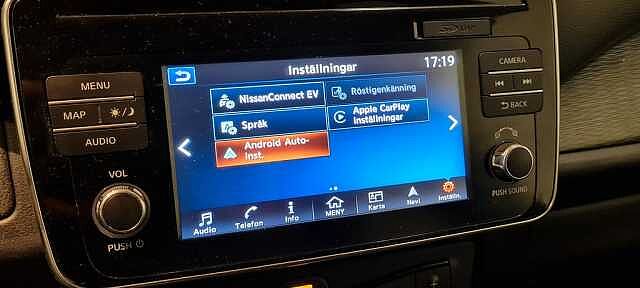 MENU
MAP
AUDIO
VOL
PUSH
Inställningar
17:19
NissanConnect EV
Röstigenkänning
Språk
Apple CarPlay
inställningar
Android Auto-
inst.
Audio
Telefon
Info
MENY
Karta
Navi
Inställn.
CAMERA
BACK
PUSH SOUND